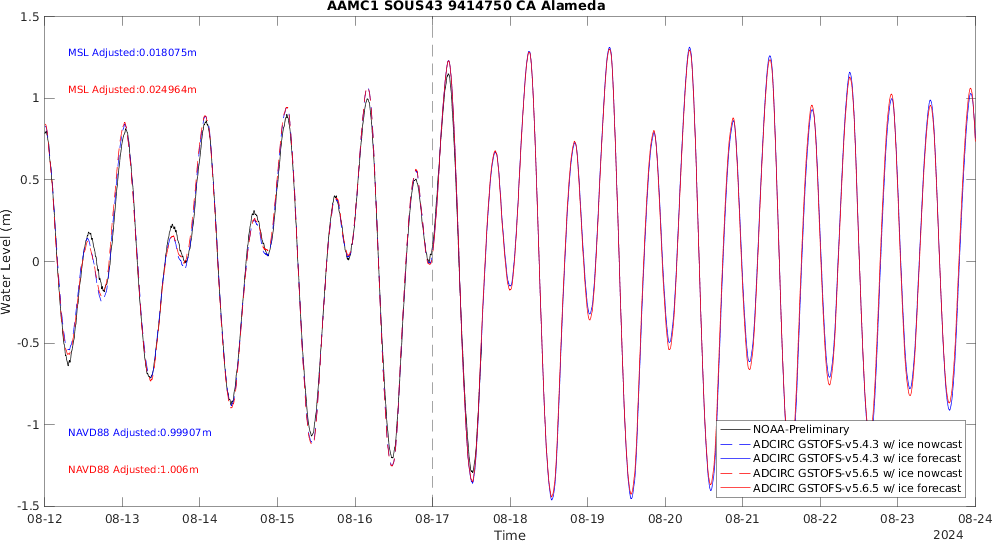 AAMC1 SOUS43 9414750 CA Alameda
MSL Adjusted:0.018075m
MSL Adjusted:0.024964m
NAVD88 Adjusted:0.99907m
NAVD88 Adjusted:1.006m
Water Level (m)
1.5
1
0.5
0
-0.5
-1
-1.5
NOAA-Preliminary
ADCIRC GSTOFS-v5.4.3 w/ ice nowcast
ADCIRC GSTOFS-v5.4.3 w/ ice forecast
ADCIRC GSTOFS-v5.6.5 w/ ice nowcast
ADCIRC GSTOFS-v5.6.5 w/ ice forecast
08-12 08-13 08-14 08-15 08-16 08-17 08-18 08-19 08-20 08-21 08-22 08-23 08-24
Time
2024